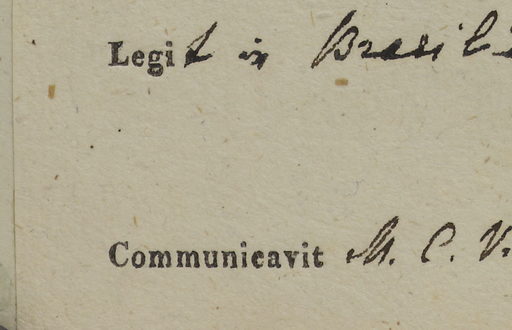 Legit in Brasil
Communicavit M. C. V.